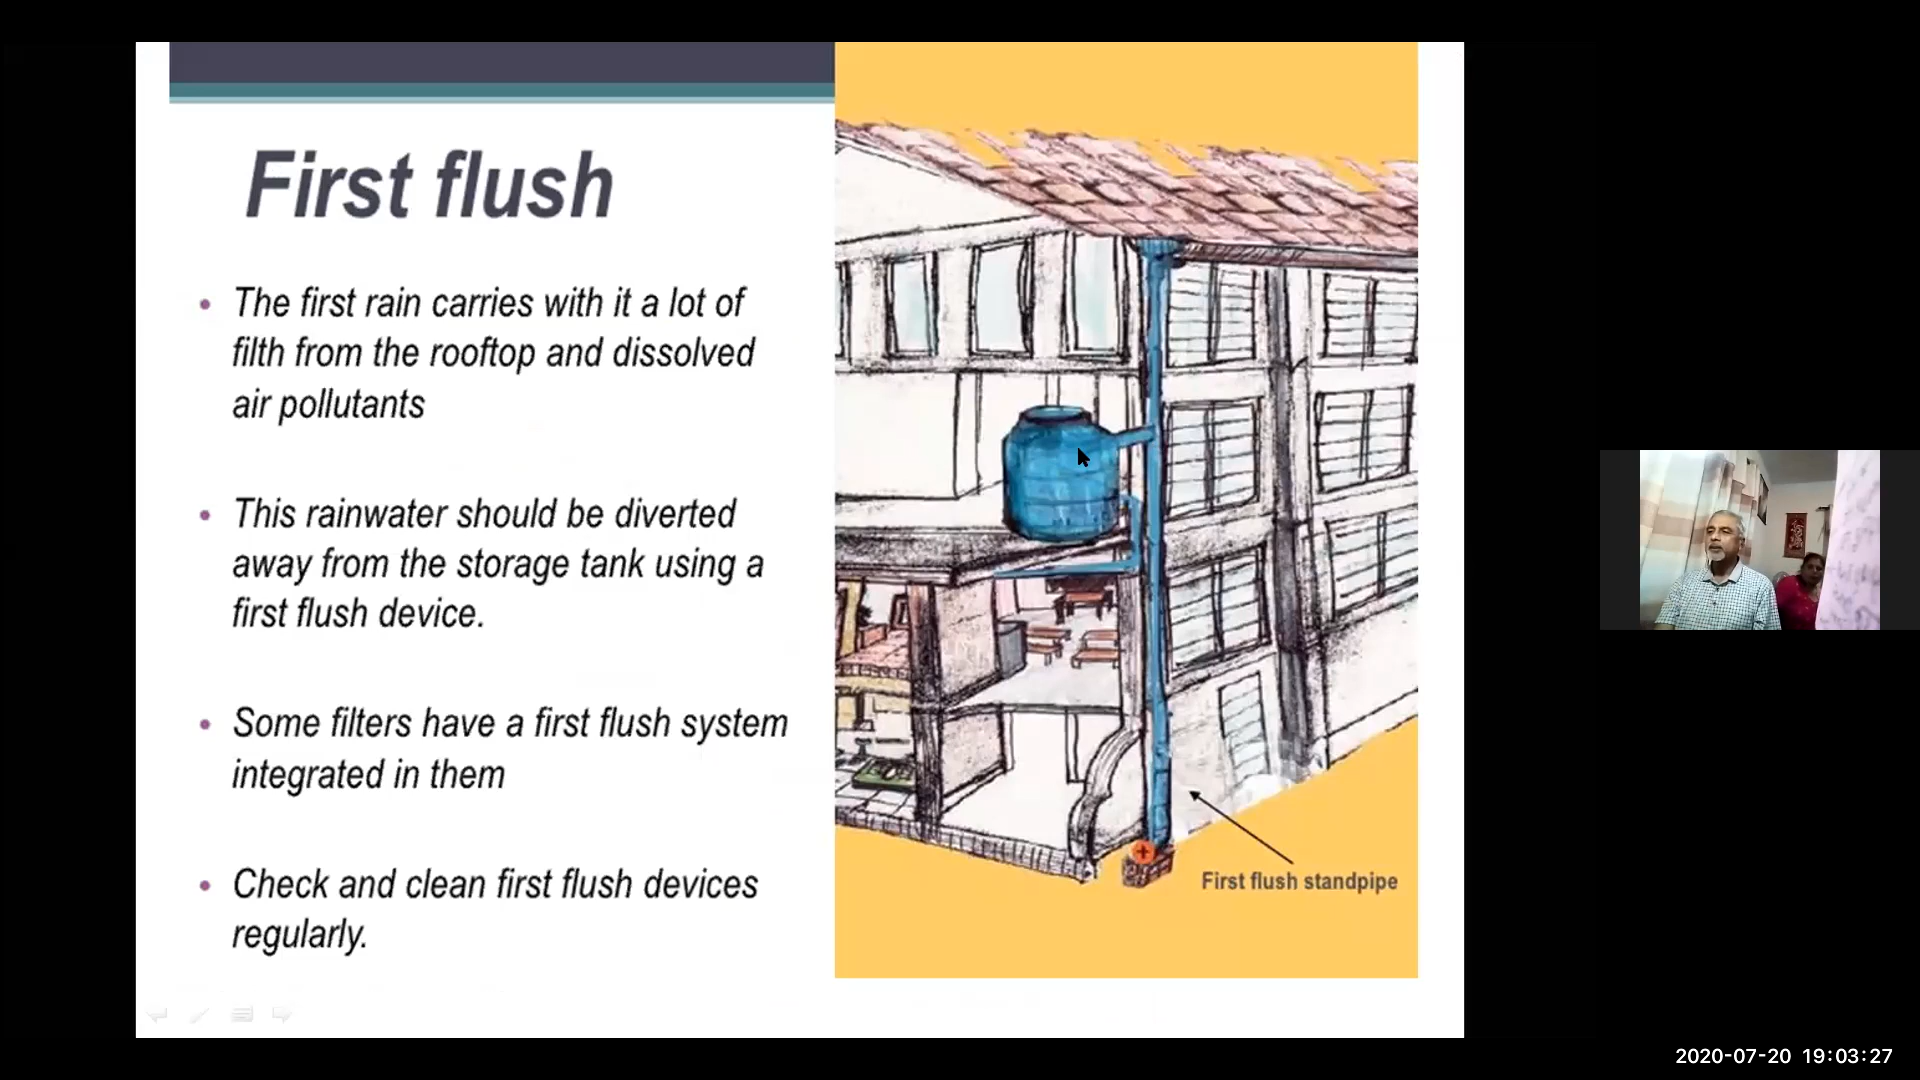 First flush
• The first rain carries with it a lot of
filth from the rooftop and dissolved
air pollutants
• This rainwater should be diverted
away from the storage tank using a
first flush device.
• Some filters have a first flush system
integrated in them
• Check and clean first flush devices
regularly.
First flush standpipe
2020-07-20 19:03:27